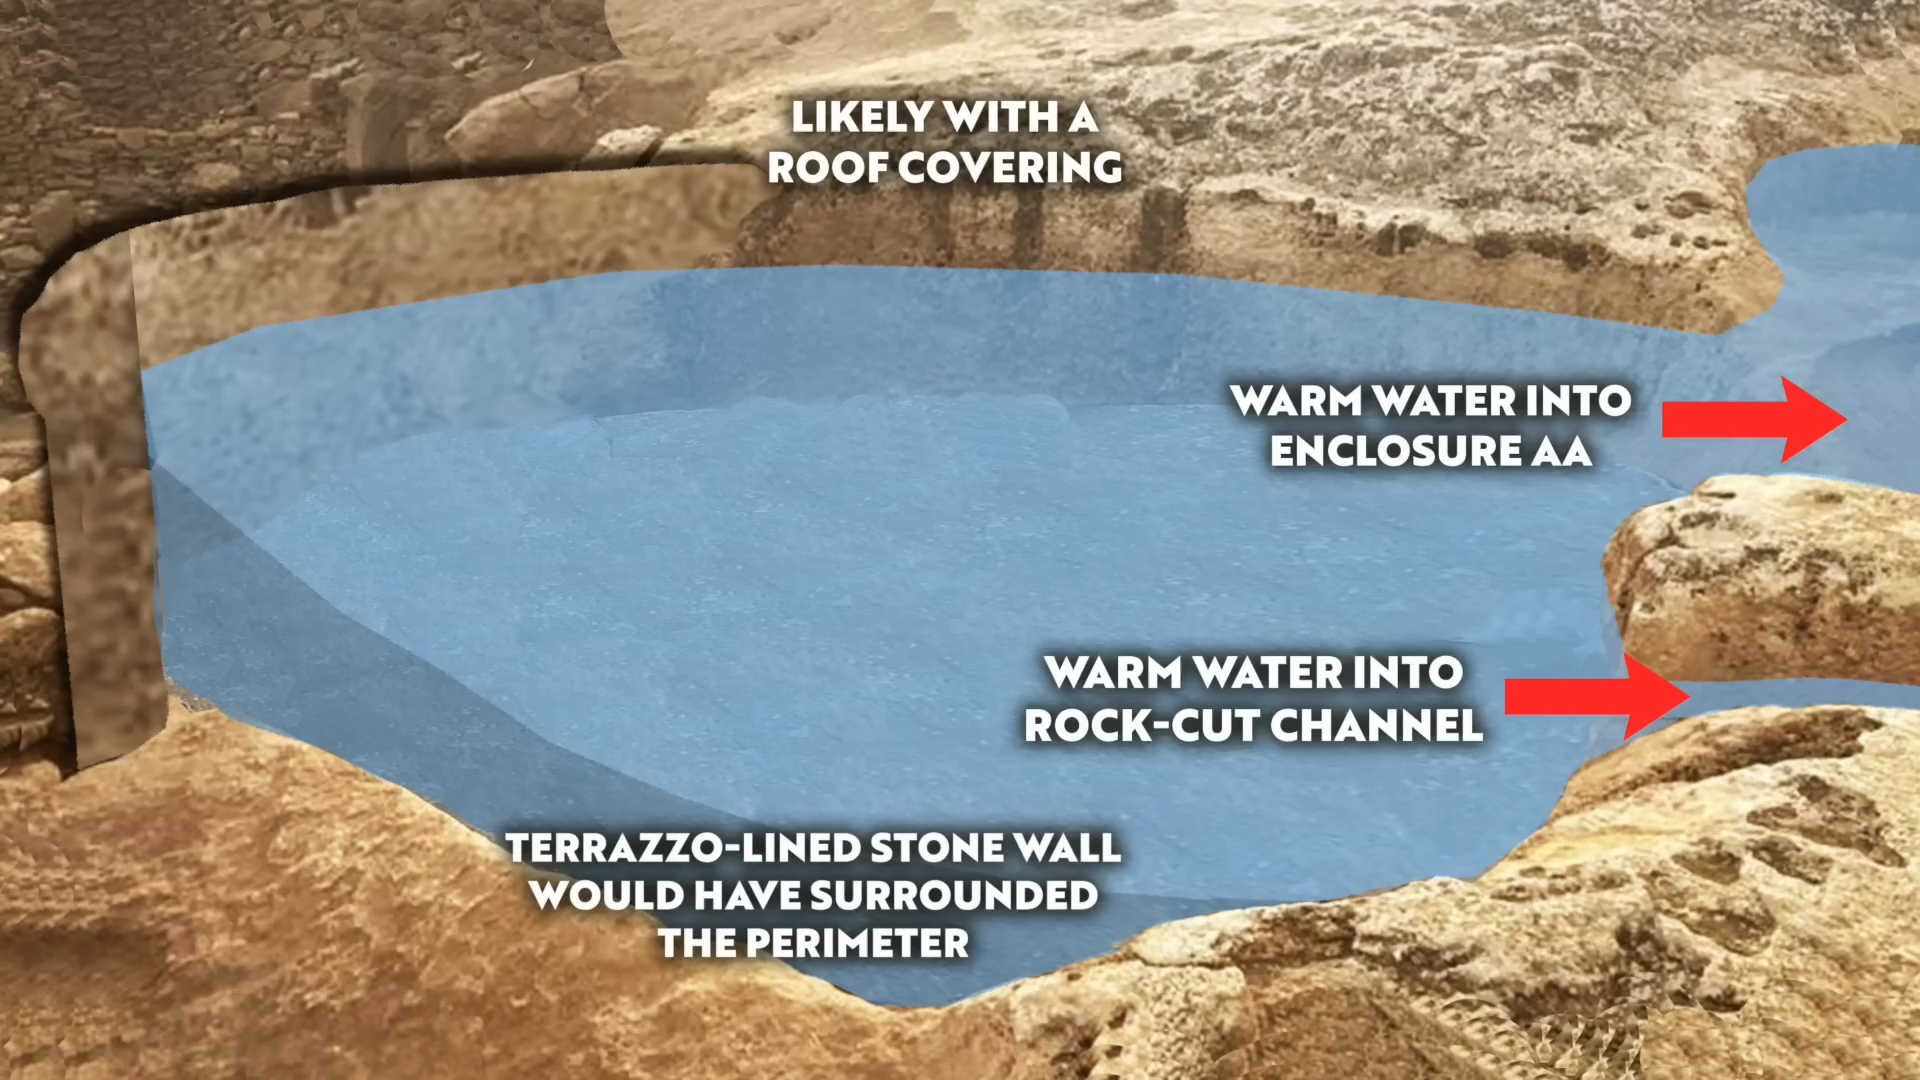 LIKELY WITH A
ROOF COVERING
WARM WATER INTO
ENCLOSURE AA
WARM WATER INTO
ROCK-CUT CHANNEL
TERRAZZO-LINED STONE WALL
WOULD HAVE SURROUNDED
THE PERIMETER